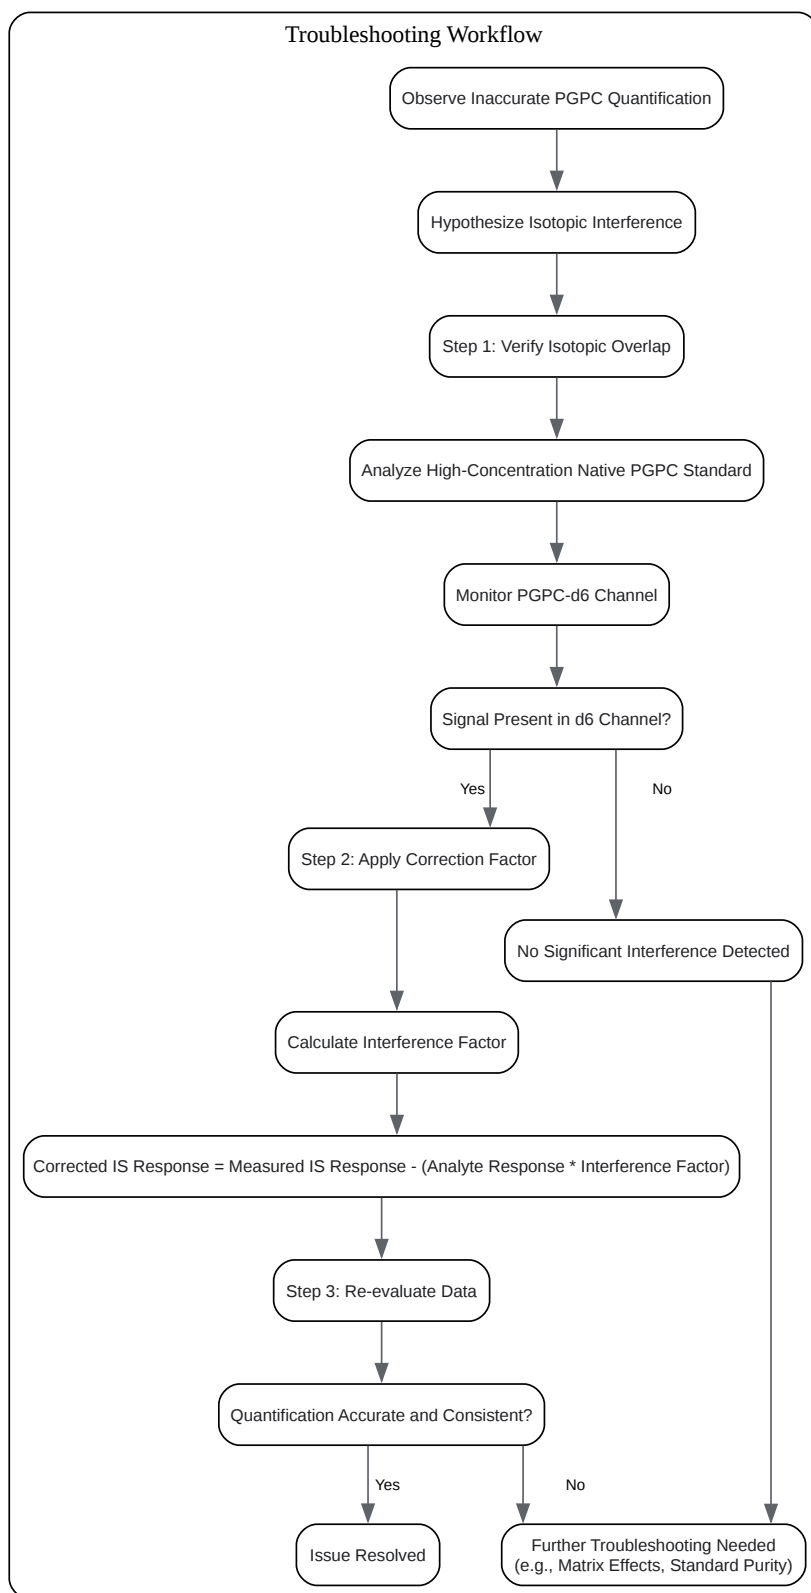 Troubleshooting Workflow
Observe Inaccurate PGPC Quantification
Hypothesize Isotopic Interference
Step 1: Verify Isotopic Overlap
Analyze High-Concentration Native PGPC Standard
Monitor PGPC-d6 Channel
Signal Present in d6 Channel?
Yes
No
Step 2: Apply Correction Factor
No Significant Interference Detected
Calculate Interference Factor
Corrected IS Response = Measured IS Response - (Analyte Response * Interference Factor)
Step 3: Re-evaluate Data
Quantification Accurate and Consistent?
Yes
No
Issue Resolved
Further Troubleshooting Needed
(e.g., Matrix Effects, Standard Purity)